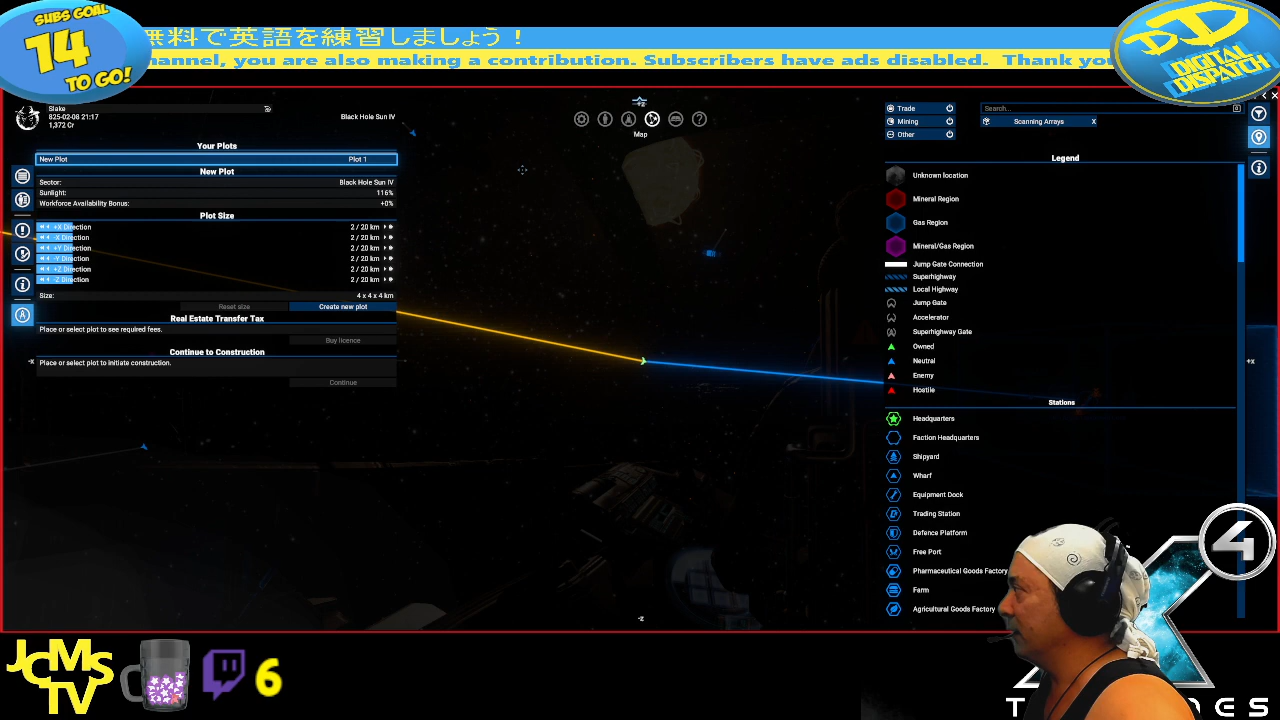 SUBS GOAL
14
TO GO!
無料で英語を練習しましょう！
hannel, you are also making a contribution. Subscribers have ads disabled. Thank you
DD
DIGITAL
DISPATCH
Slake
825-02-08 21:17
1,372 Cr
Black Hole Sun IV
Map
Your Plots
New Plot Plot 1
New Plot
Sector: Black Hole Sun IV
Sunlight: 116%
Workforce Availability Bonus: +0%
Plot Size
+X Direction 2 / 20 km
-X Direction 2 / 20 km
+Y Direction 2 / 20 km
-Y Direction 2 / 20 km
+Z Direction 2 / 20 km
-Z Direction 2 / 20 km
Size: 4 x 4 x 4 km
Reset size Create new plot
Real Estate Transfer Tax
Place or select plot to see required fees.
Buy licence
Continue to Construction
Place or select plot to initiate construction.
Continue
+Z
-X
+X
-Z
Trade
Mining
Other
Search...
Scanning Arrays X
Legend
Unknown location
Mineral Region
Gas Region
Mineral/Gas Region
Jump Gate Connection
Superhighway
Local Highway
Jump Gate
Accelerator
Superhighway Gate
Owned
Neutral
Enemy
Hostile
Stations
Headquarters
Faction Headquarters
Shipyard
Wharf
Equipment Dock
Trading Station
Defence Platform
Free Port
Pharmaceutical Goods Factory
Farm
Agricultural Goods Factory
JCMS
TV
6
X
4